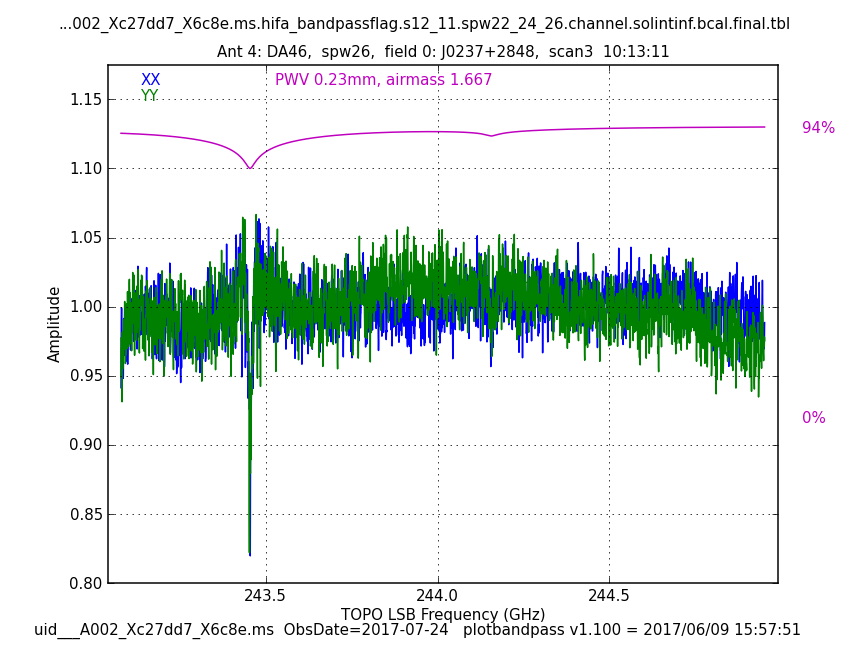 ...002_Xc27dd7_X6c8e.ms.hifa_bandpassflag.s12_11.spw22_24_26.channel.solintinf.bcal.final.tbl
Ant 4: DA46,  spw26,  field 0: J0237+2848,  scan3  10:13:11
XX
YY
PWV 0.23mm, airmass 1.667
94%
0%
1.15
1.10
1.05
1.00
0.95
0.90
0.85
0.80
Amplitude
243.5
244.0
244.5
TOPO LSB Frequency (GHz)
uid___A002_Xc27dd7_X6c8e.ms  ObsDate=2017-07-24   plotbandpass v1.100 = 2017/06/09 15:57:51